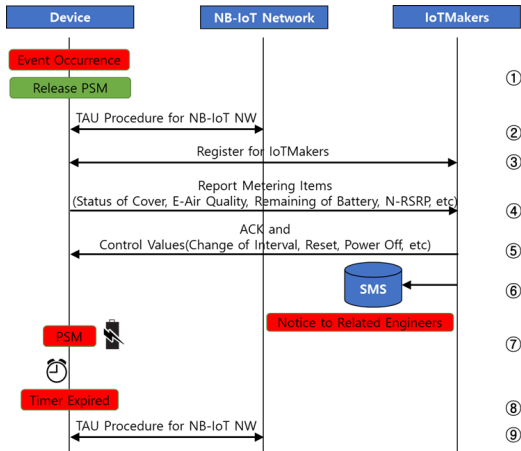 Device
NB-IoT Network
IoTMakers
Event Occurrence
①
Release PSM
TAU Procedure for NB-IoT NW
②
Register for IoTMakers
③
Report Metering Items
(Status of Cover, E-Air Quality, Remaining of Battery, N-RSRP, etc)
④
ACK and
Control Values(Change of Interval, Reset, Power Off, etc)
⑤
SMS
⑥
Notice to Related Engineers
PSM
⑦
Timer Expired
⑧
TAU Procedure for NB-IoT NW
⑨